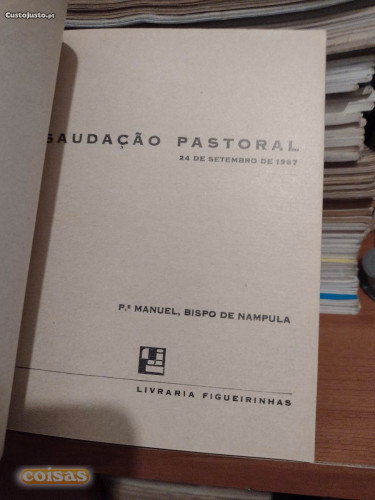 CustoJusto.pt
SAUDAÇÃO PASTORAL
24 DE SETEMBRO DE 1967
P.e MANUEL, BISPO DE NAMPULA
LIVRARIA FIGUEIRINHAS
coisas